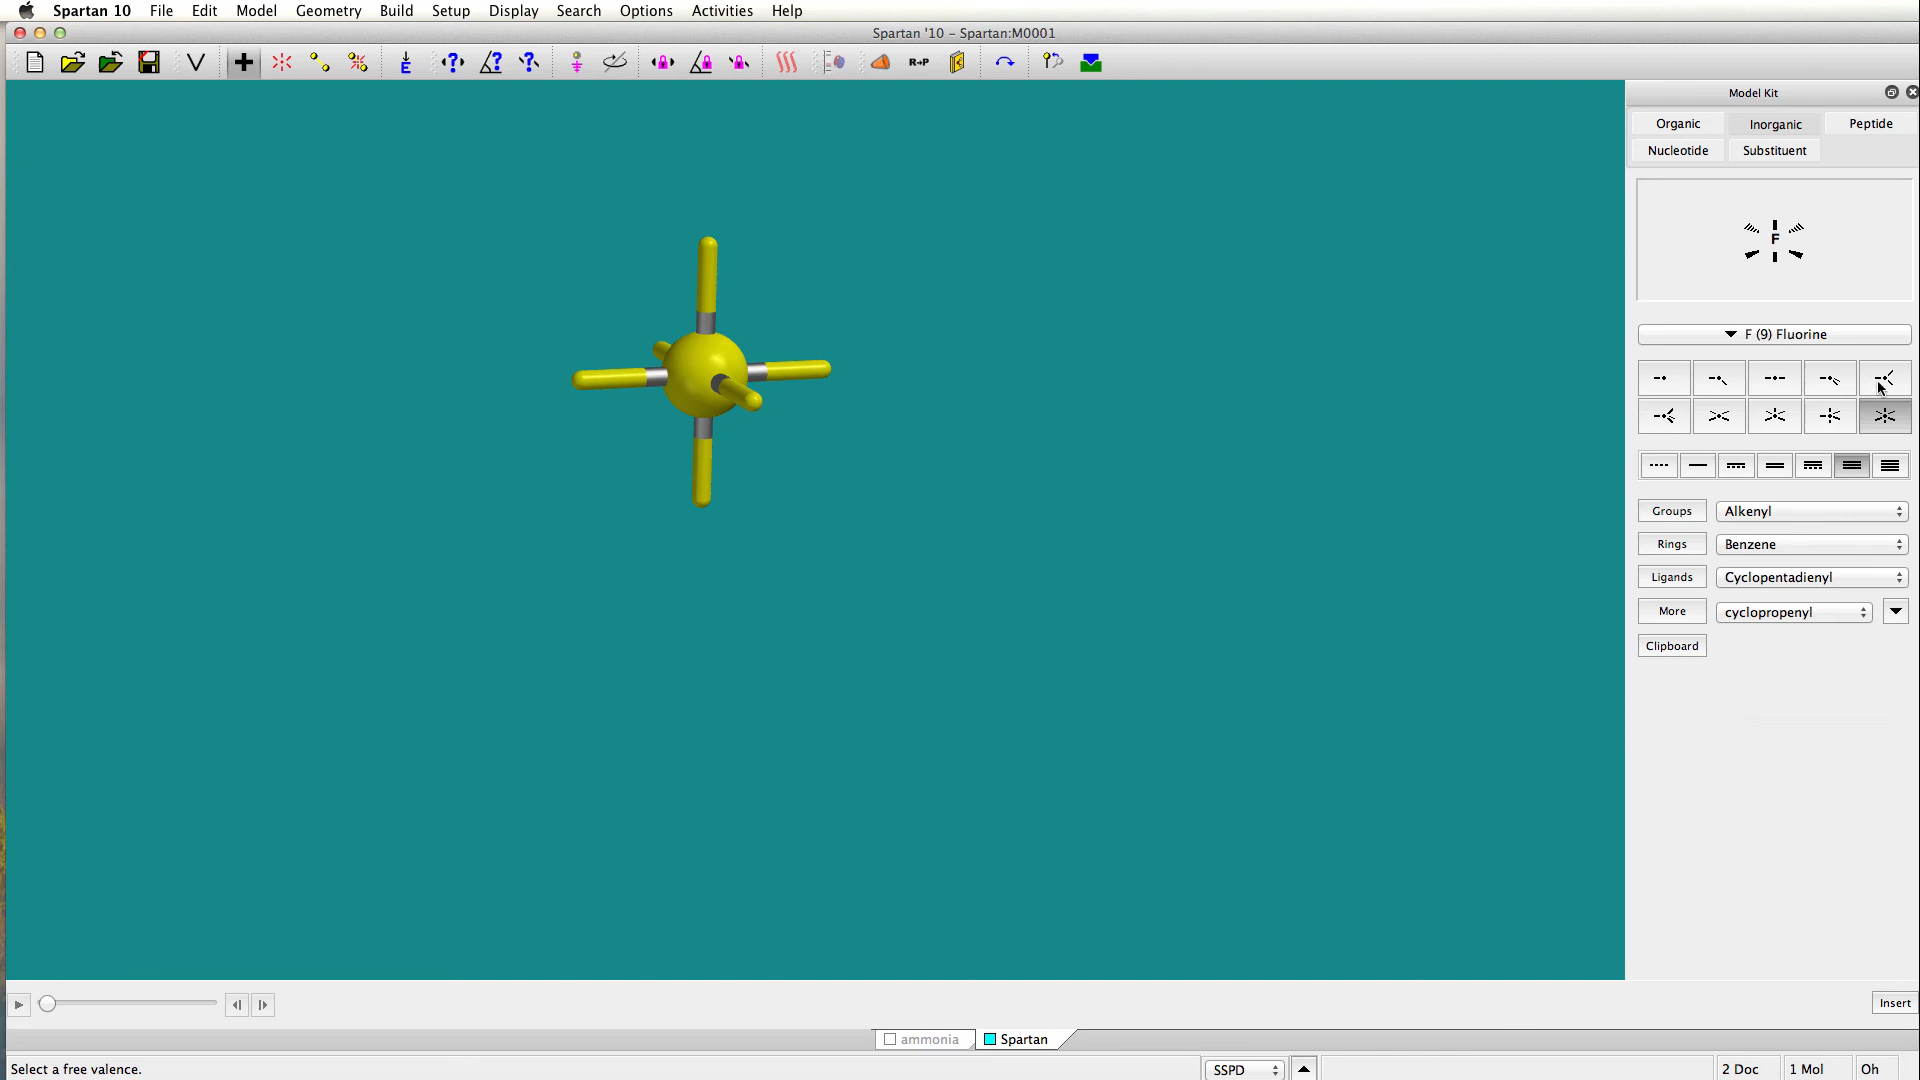 Spartan 10 File Edit Model Geometry Build Setup Display Search Options Activities Help
Spartan '10 – Spartan:M0001
E R→P
Model Kit
Organic Inorganic Peptide
Nucleotide Substituent
F
F (9) Fluorine
Groups Alkenyl
Rings Benzene
Ligands Cyclopentadienyl
More cyclopropenyl
Clipboard
Insert
ammonia Spartan
Select a free valence. SSPD 2 Doc 1 Mol Oh